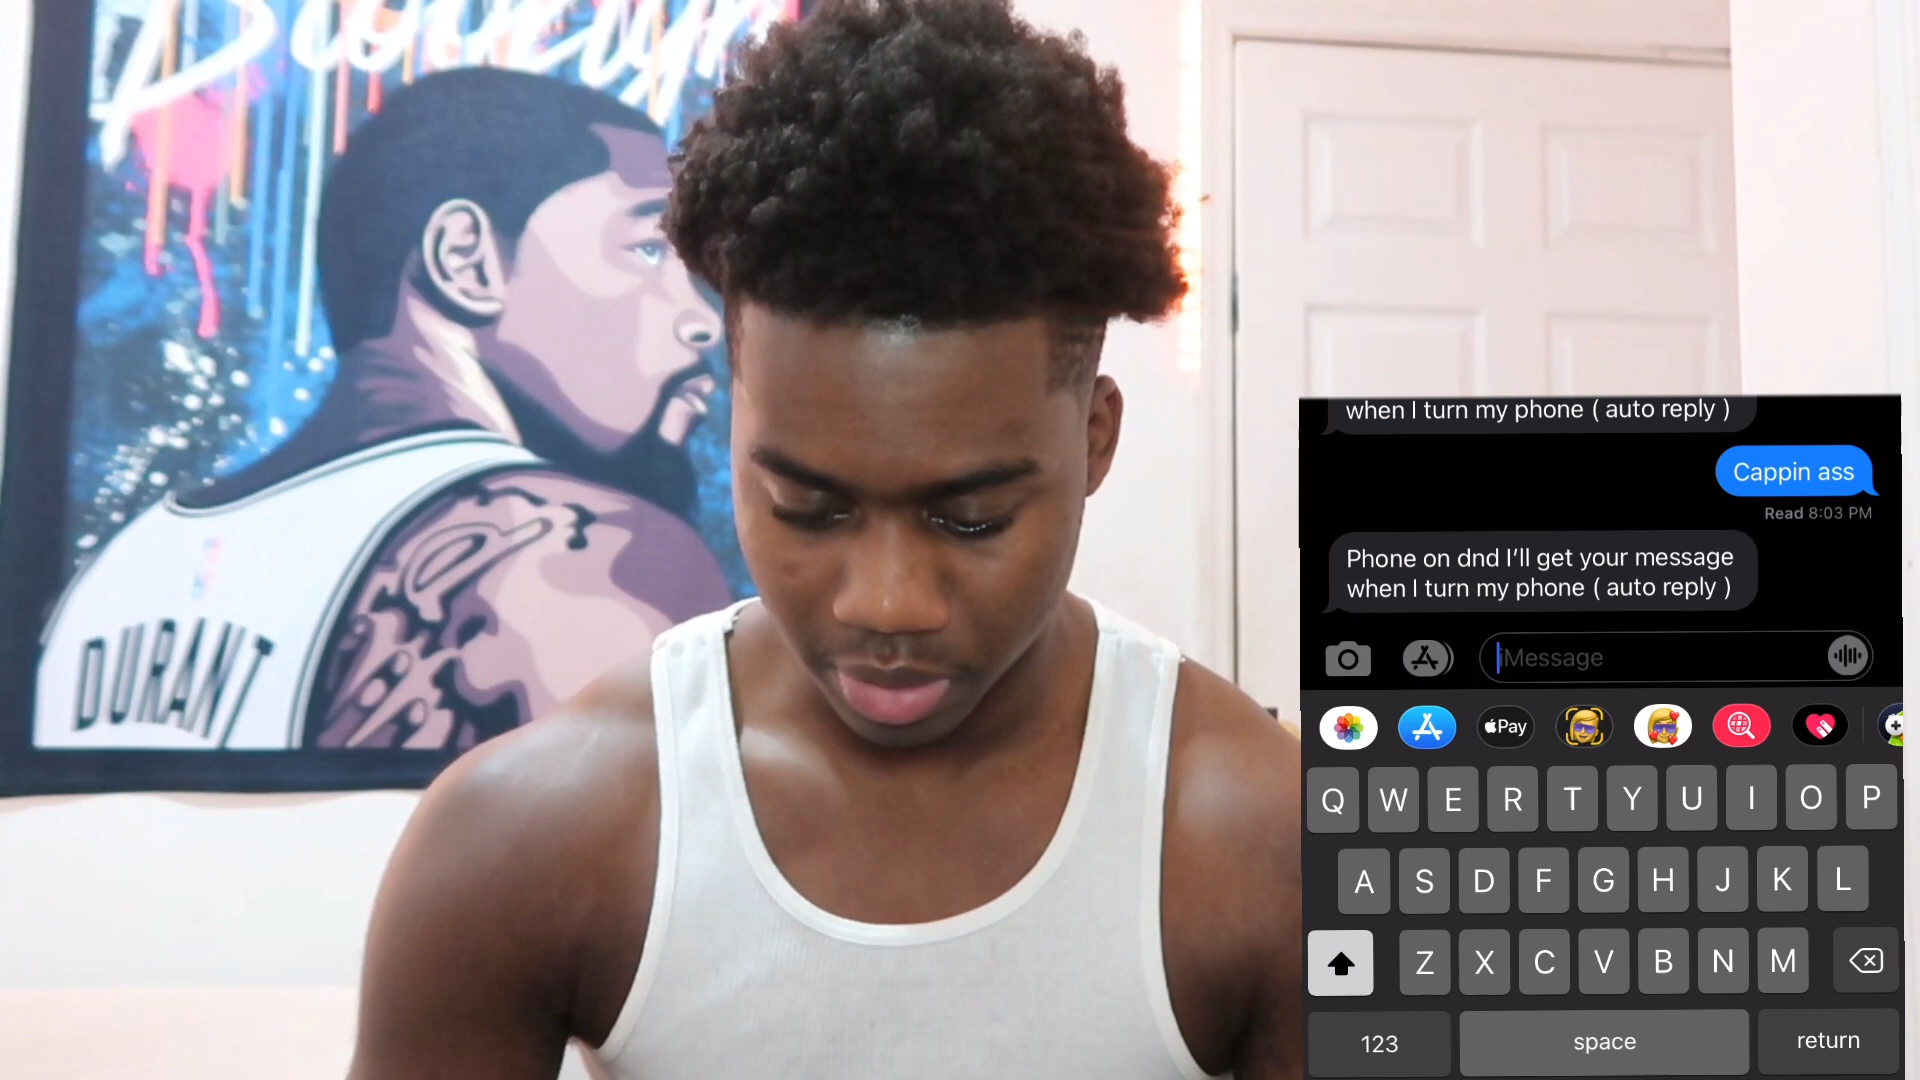 Brooklyn
DURANT
when I turn my phone ( auto reply )
Cappin ass
Read 8:03 PM
Phone on dnd I’ll get your message
when I turn my phone ( auto reply )
iMessage
Pay
Q W E R T Y U I O P
A S D F G H J K L
Z X C V B N M
123 space return